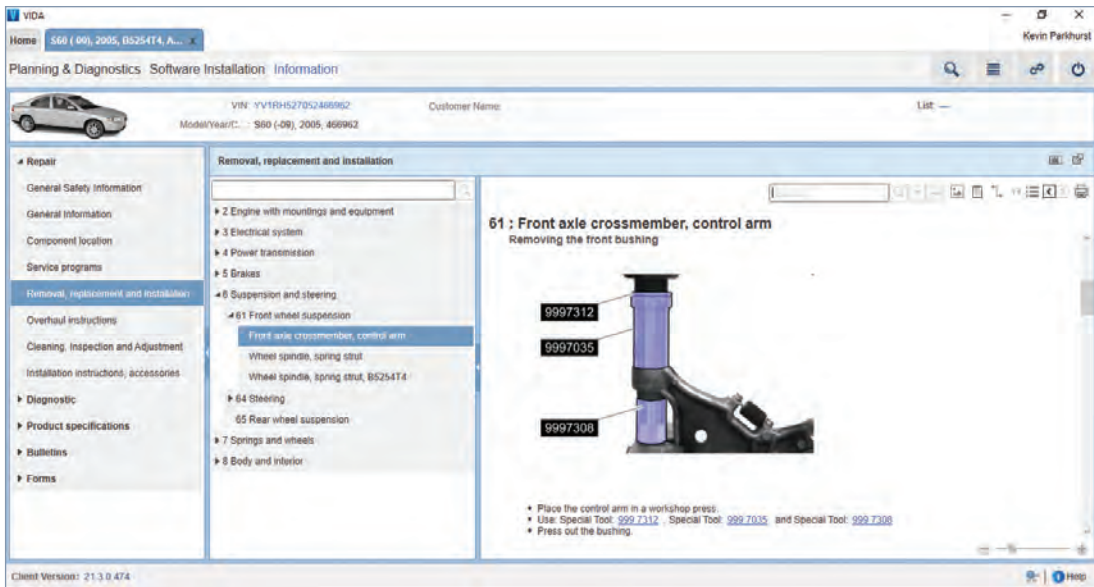 VIDA
Home S60 (-09), 2005, B5254T4, A... X
Kevin Parkhurst
Planning & Diagnostics Software Installation Information
VIN: YV1RH527052466962 Customer Name: List: —
Model/Year/C... : S60 (-09), 2005, 466962
Repair
General Safety Information
General Information
Component location
Service programs
Removal, replacement and installation
Overhaul instructions
Cleaning, Inspection and Adjustment
Installation instructions, accessories
Diagnostic
Product specifications
Bulletins
Forms
Removal, replacement and installation
2 Engine with mountings and equipment
3 Electrical system
4 Power transmission
5 Brakes
6 Suspension and steering
61 Front wheel suspension
Front axle crossmember, control arm
Wheel spindle, spring strut
Wheel spindle, spring strut, B5254T4
64 Steering
65 Rear wheel suspension
7 Springs and wheels
8 Body and interior
61 : Front axle crossmember, control arm
Removing the front bushing
9997312
9997035
9997308
• Place the control arm in a workshop press.
• Use: Special Tool: 999 7312 , Special Tool: 999 7035 and Special Tool: 999 7308
• Press out the bushing.
Client Version: 21.3.0.474
Help